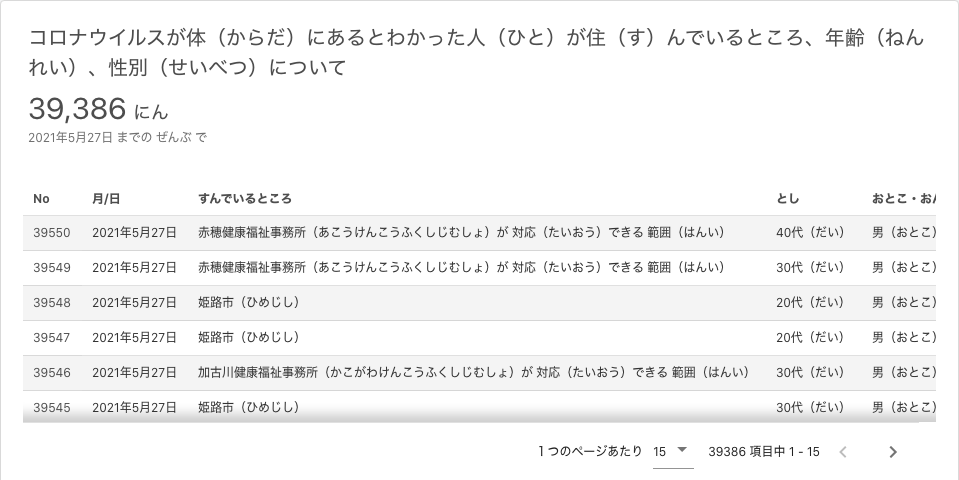 コロナウイルスが体（からだ）にあるとわかった人（ひと）が住（す）んでいるところ、年齢（ねん
れい）、性別（せいべつ）について
39,386 にん
2021年5月27日 までの ぜんぶ で
No 月/日 すんでいるところ とし おとこ・おん
39550 2021年5月27日 赤穂健康福祉事務所（あこうけんこうふくしじむしょ）が 対応（たいおう）できる 範囲（はんい） 40代（だい） 男（おとこ）
39549 2021年5月27日 赤穂健康福祉事務所（あこうけんこうふくしじむしょ）が 対応（たいおう）できる 範囲（はんい） 30代（だい） 男（おとこ）
39548 2021年5月27日 姫路市（ひめじし） 20代（だい） 男（おとこ）
39547 2021年5月27日 姫路市（ひめじし） 20代（だい） 男（おとこ）
39546 2021年5月27日 加古川健康福祉事務所（かこがわけんこうふくしじむしょ）が 対応（たいおう）できる 範囲（はんい） 30代（だい） 男（おとこ）
39545 2021年5月27日 姫路市（ひめじし） 30代（だい） 男（おとこ）
1 つのページあたり 15 39386 項目中 1 - 15